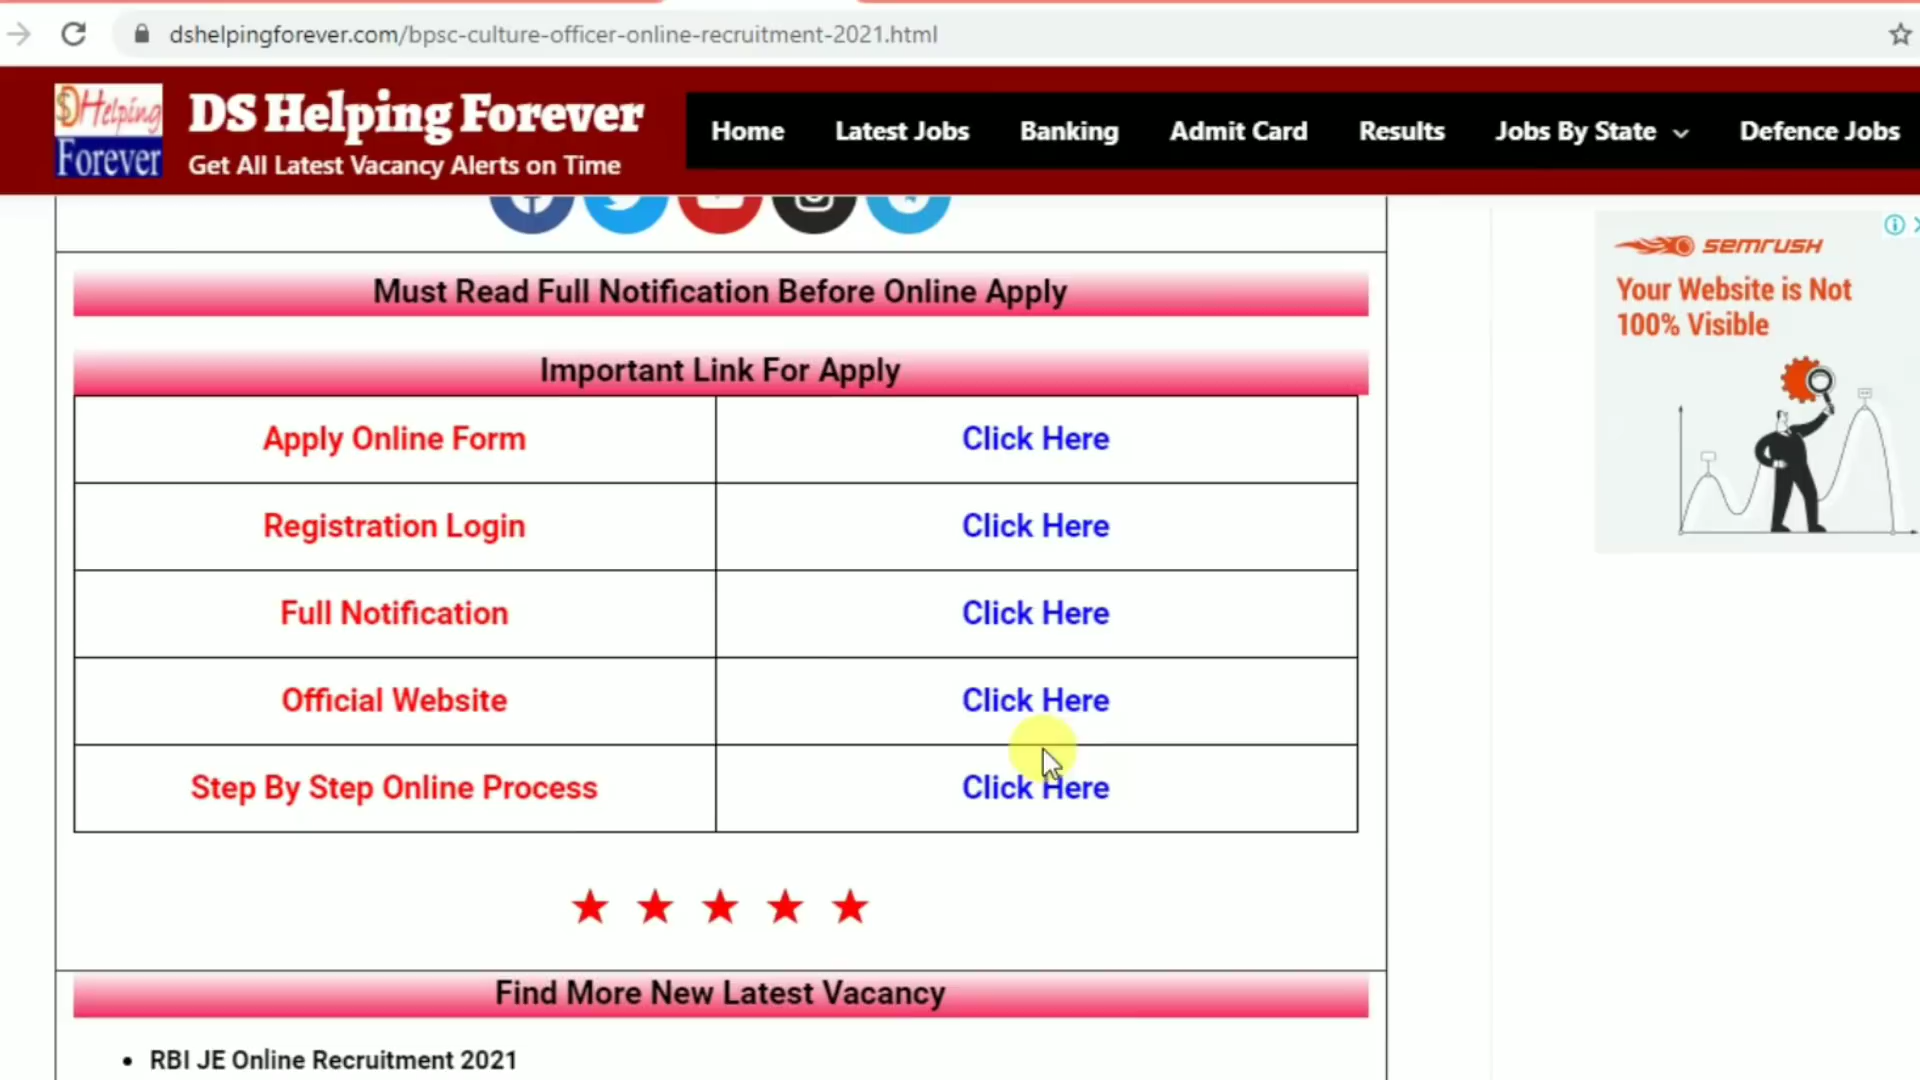 dshelpingforever.com/bpsc-culture-officer-online-recruitment-2021.html
DHelping
Forever
DS Helping Forever
Get All Latest Vacancy Alerts on Time
Home Latest Jobs Banking Admit Card Results Jobs By State Defence Jobs
semrush
Your Website is Not
100% Visible
Must Read Full Notification Before Online Apply
Important Link For Apply
Apply Online Form Click Here
Registration Login Click Here
Full Notification Click Here
Official Website Click Here
Step By Step Online Process Click Here
Find More New Latest Vacancy
RBI JE Online Recruitment 2021